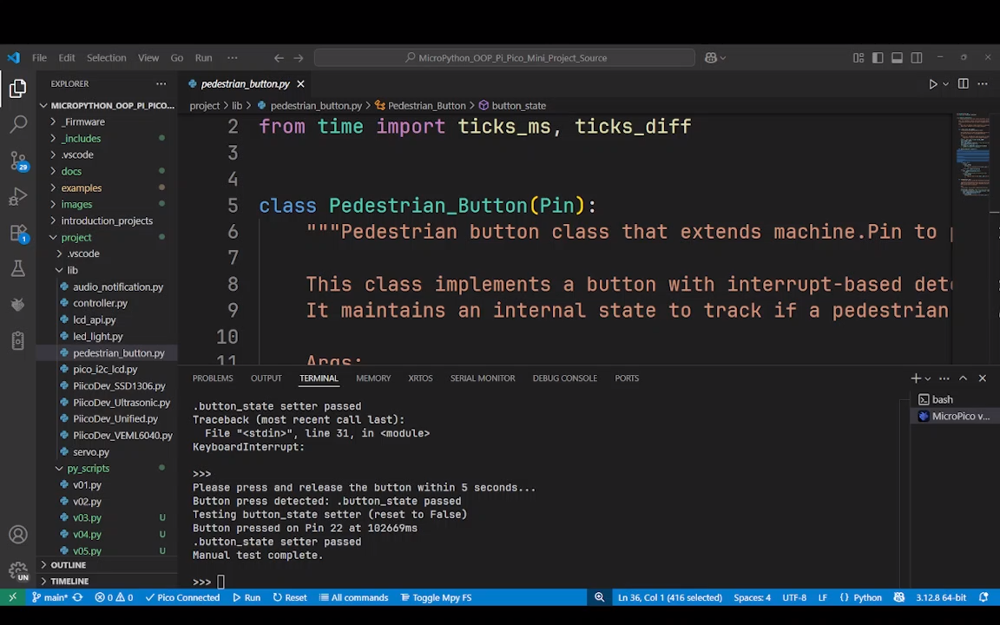 File Edit Selection View Go Run ··· MicroPython_OOP_Pi_Pico_Mini_Project_Source
EXPLORER ···
MICROPYTHON_OOP_PI_PICO...
_Firmware
_includes
.vscode
docs
examples
images
introduction_projects
project
.vscode
lib
audio_notification.py
controller.py
lcd_api.py
led_light.py
pedestrian_button.py
pico_i2c_lcd.py
PiicoDev_SSD1306.py
PiicoDev_Ultrasonic.py
PiicoDev_Unified.py
PiicoDev_VEML6040.py
servo.py
py_scripts
v01.py
v02.py
v03.py U
v04.py U
v05.py U
OUTLINE
TIMELINE
29
1
UN
pedestrian_button.py
project > lib > pedestrian_button.py > Pedestrian_Button > button_state
2 from time import ticks_ms, ticks_diff
3
4
5 class Pedestrian_Button(Pin):
6 """Pedestrian button class that extends machine.Pin to
7
8 This class implements a button with interrupt-based
9 It maintains an internal state to track if a pedestrian
10
11 Args:
PROBLEMS OUTPUT TERMINAL MEMORY XRTOS SERIAL MONITOR DEBUG CONSOLE PORTS
.button_state setter passed
Traceback (most recent call last):
File "<stdin>", line 31, in <module>
KeyboardInterrupt:
>>>
Please press and release the button within 5 seconds...
Button press detected: .button_state passed
Testing button_state setter (reset to False)
Button pressed on Pin 22 at 102669ms
.button_state setter passed
Manual test complete.
>>>
bash
MicroPico v...
main* 0 0 Pico Connected Run Reset All commands Toggle Mpy FS Ln 36, Col 1 (416 selected) Spaces: 4 UTF-8 LF {} Python 3.12.8 64-bit